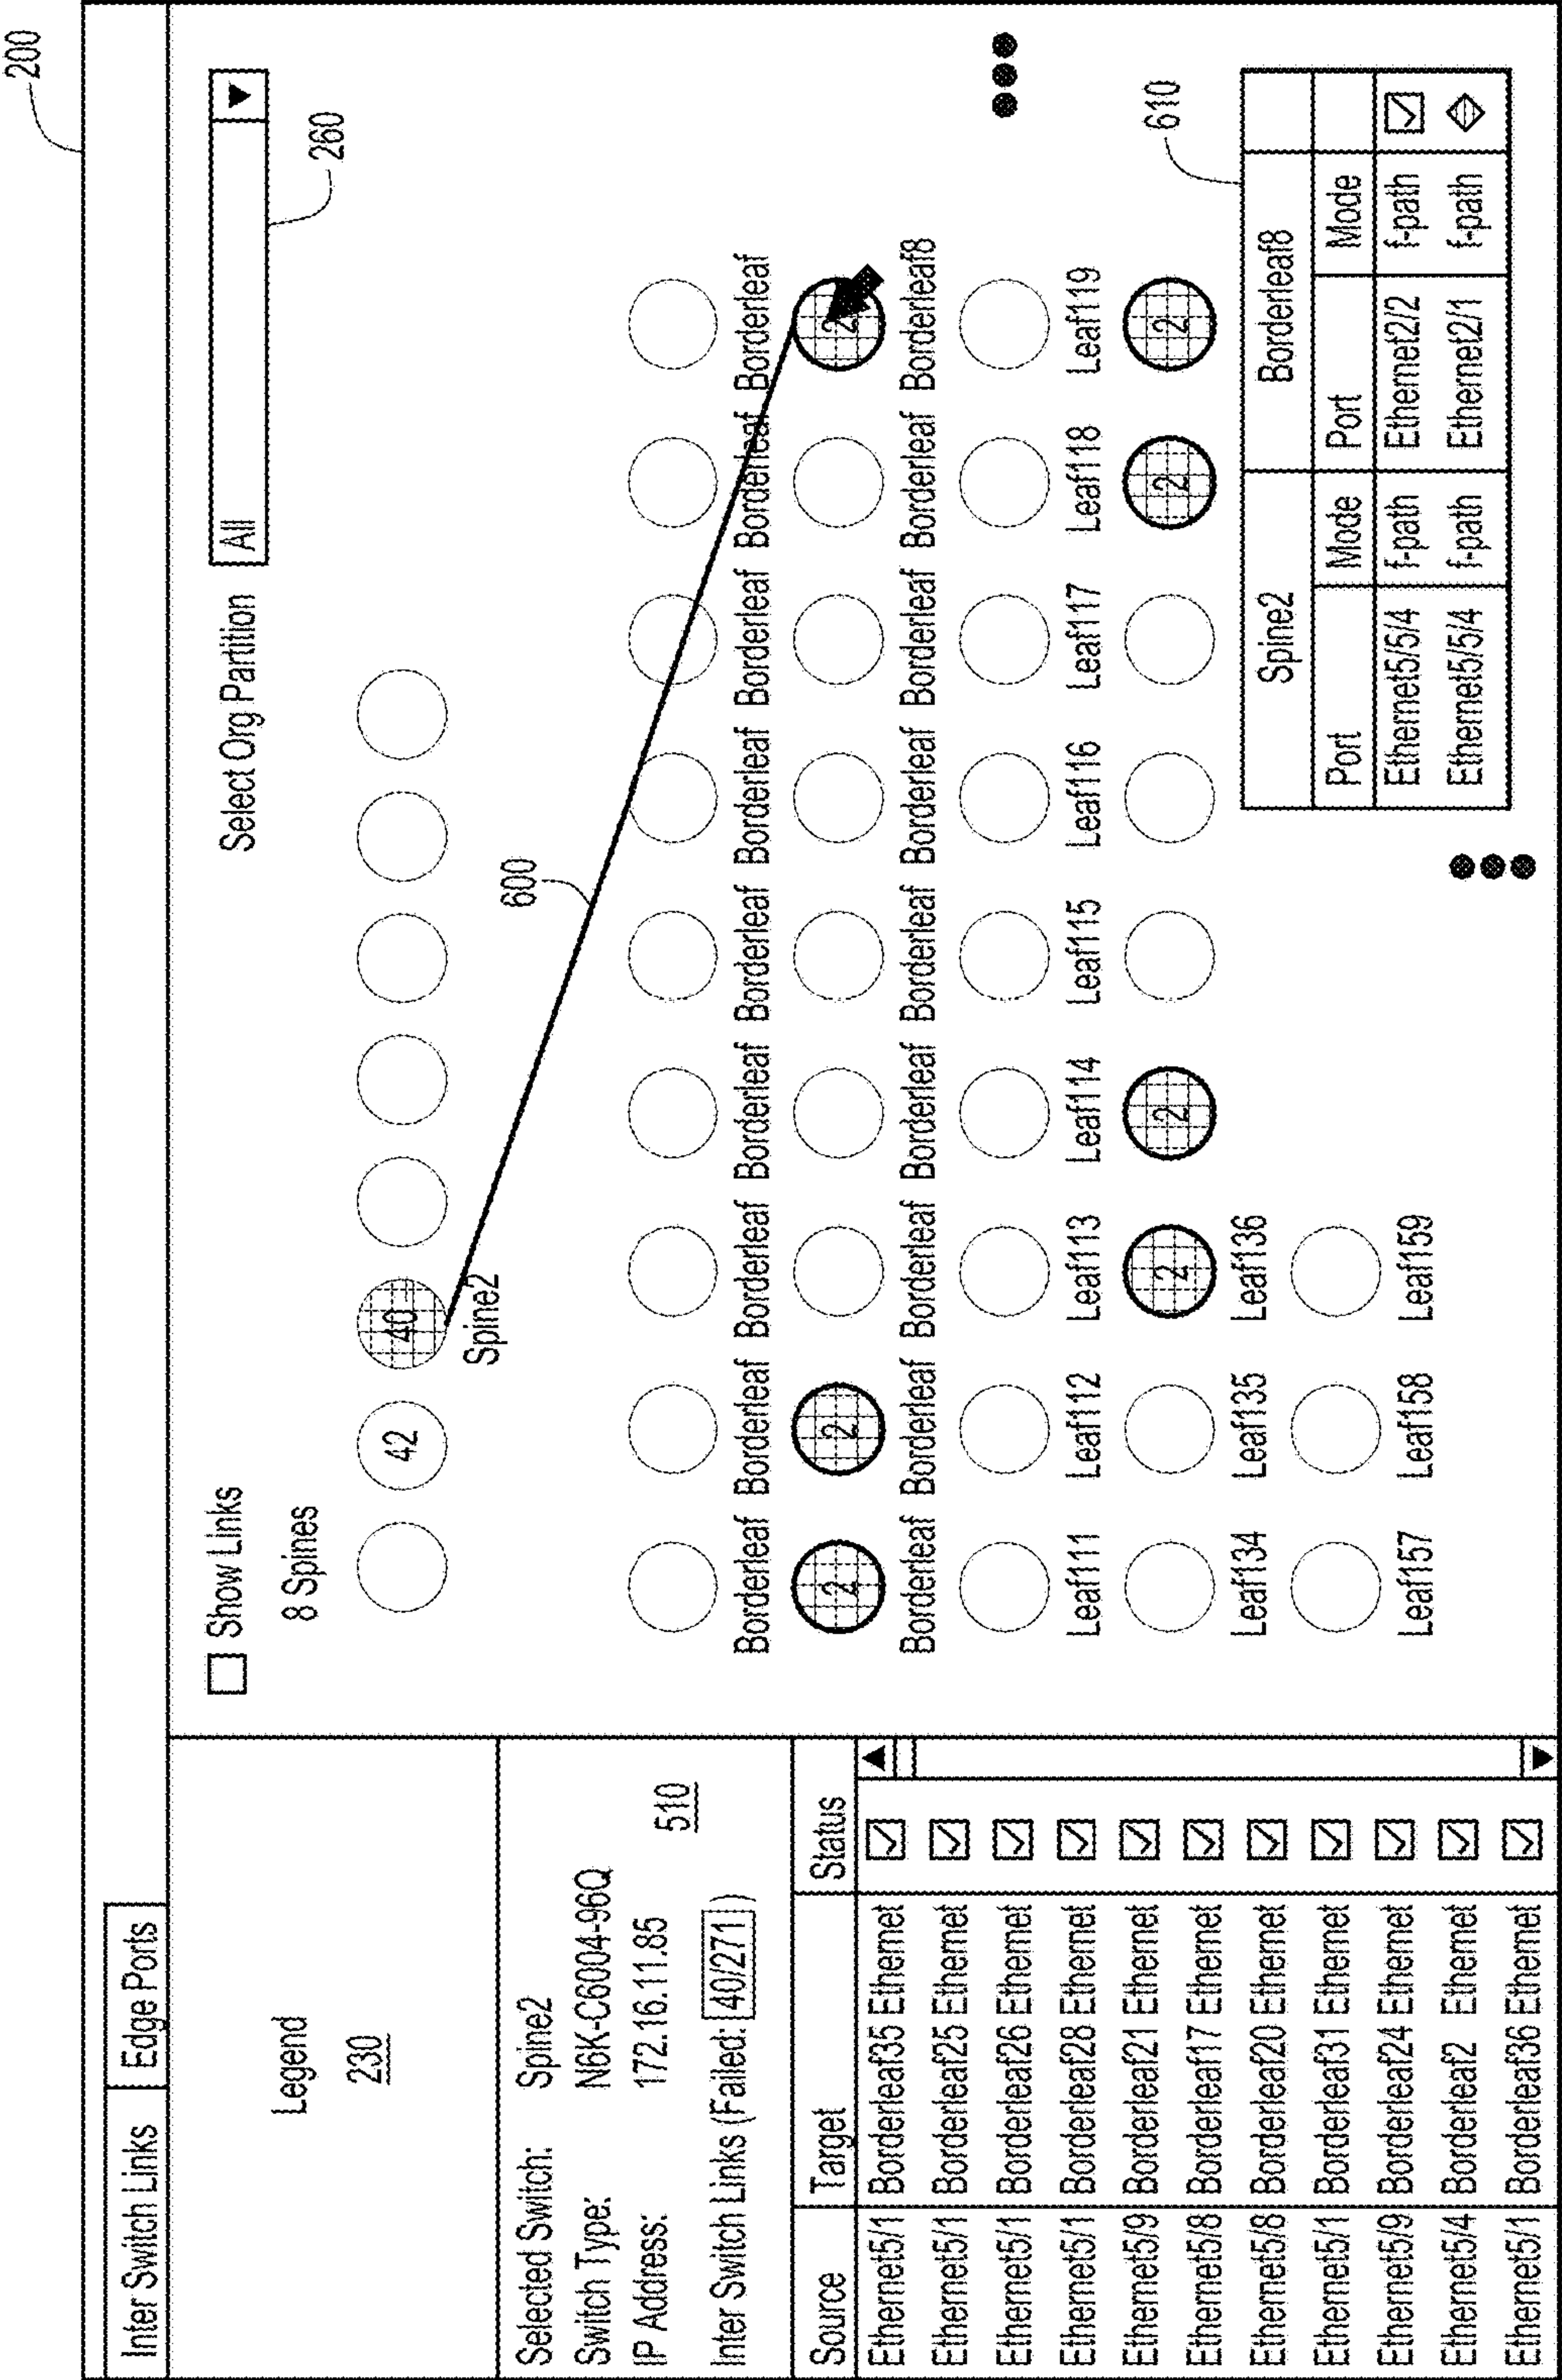 200
Inter Switch Links
Edge Ports
Legend
230
Selected Switch: Spine2
Switch Type: N6K-C6004-96Q
IP Address: 172.16.11.85
510
Inter Switch Links (Failed: 40/271)
Source Target Status
Ethernet5/1 Borderleaf35 Ethernet
Ethernet5/1 Borderleaf25 Ethernet
Ethernet5/1 Borderleaf26 Ethernet
Ethernet5/1 Borderleaf28 Ethernet
Ethernet5/9 Borderleaf21 Ethernet
Ethernet5/8 Borderleaf17 Ethernet
Ethernet5/8 Borderleaf20 Ethernet
Ethernet5/1 Borderleaf31 Ethernet
Ethernet5/9 Borderleaf24 Ethernet
Ethernet5/4 Borderleaf2 Ethernet
Ethernet5/1 Borderleaf36 Ethernet
Show Links
Select Org Partition All
260
8 Spines
42 40
Spine2
600
Borderleaf Borderleaf Borderleaf Borderleaf Borderleaf Borderleaf Borderleaf Borderleaf Borderleaf
2 2 2
Borderleaf Borderleaf Borderleaf Borderleaf Borderleaf Borderleaf Borderleaf Borderleaf Borderleaf8
Leaf111 Leaf112 Leaf113 Leaf114 Leaf115 Leaf116 Leaf117 Leaf118 Leaf119
2 2 2 2
Leaf134 Leaf135 Leaf136
Leaf157 Leaf158 Leaf159
610
Spine2 Borderleaf8
Port Mode Port Mode
Ethernet5/5/4 f-path Ethernet2/2 f-path
Ethernet5/5/4 f-path Ethernet2/1 f-path